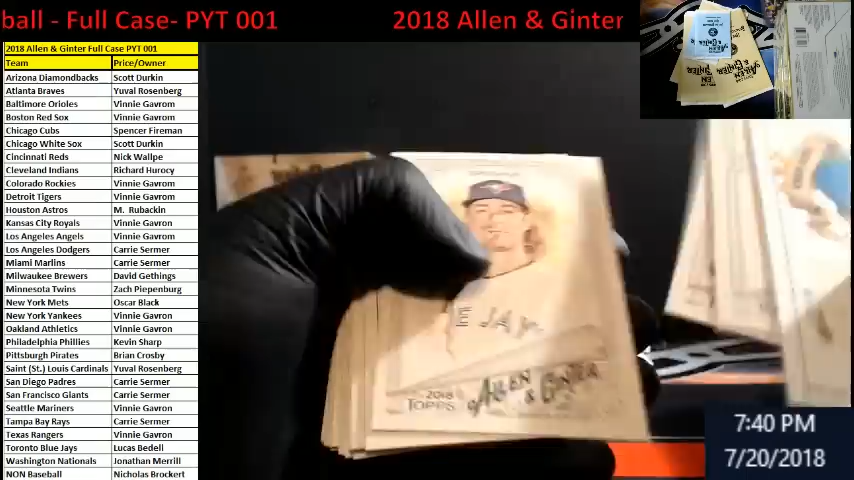 ball - Full Case- PYT 001 2018 Allen & Ginter
2018 Allen & Ginter Full Case PYT 001
Team Price/Owner
Arizona Diamondbacks Scott Durkin
Atlanta Braves Yuval Rosenberg
Baltimore Orioles Vinnie Gavrom
Boston Red Sox Vinnie Gavrom
Chicago Cubs Spencer Fireman
Chicago White Sox Scott Durkin
Cincinnati Reds Nick Wallpe
Cleveland Indians Richard Hurocy
Colorado Rockies Vinnie Gavrom
Detroit Tigers Vinnie Gavrom
Houston Astros M. Rubackin
Kansas City Royals Vinnie Gavron
Los Angeles Angels Vinnie Gavrom
Los Angeles Dodgers Carrie Sermer
Miami Marlins Carrie Sermer
Milwaukee Brewers David Gethings
Minnesota Twins Zach Piepenburg
New York Mets Oscar Black
New York Yankees Vinnie Gavron
Oakland Athletics Vinnie Gavron
Philadelphia Phillies Kevin Sharp
Pittsburgh Pirates Brian Crosby
Saint (St.) Louis Cardinals Yuval Rosenberg
San Diego Padres Carrie Sermer
San Francisco Giants Carrie Sermer
Seattle Mariners Vinnie Gavron
Tampa Bay Rays Carrie Sermer
Texas Rangers Vinnie Gavron
Toronto Blue Jays Lucas Bedell
Washington Nationals Jonathan Merrill
NON Baseball Nicholas Brockert
E JAY
2018
TOPPS
ALLEN
& GINTER
7:40 PM
7/20/2018